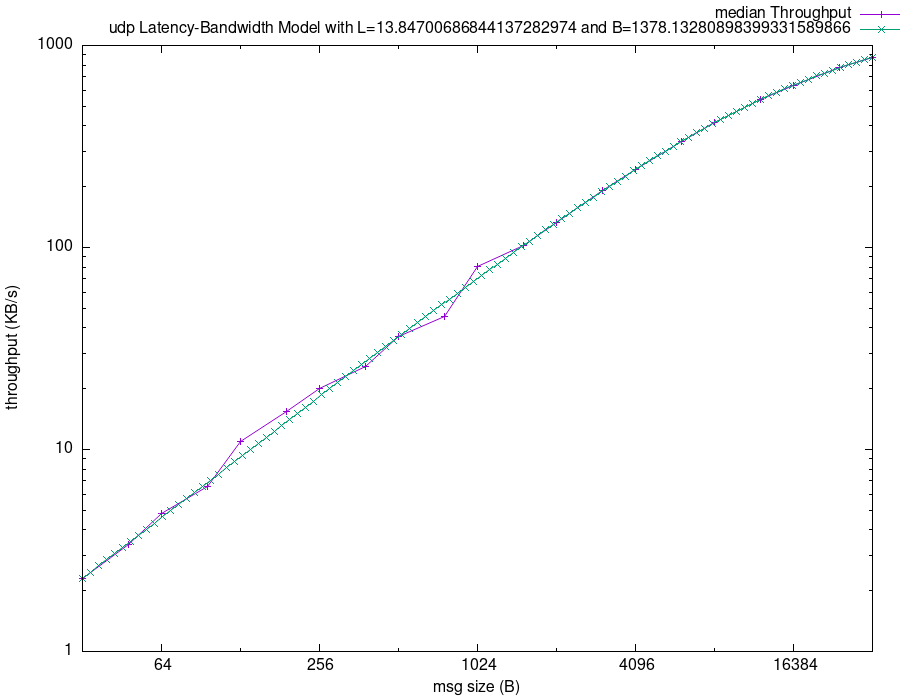 median Throughput
udp Latency-Bandwidth Model with L=13.84700686844137282974 and B=1378.13280898399331589866
1000
100
10
1
throughput (KB/s)
64 256 1024 4096 16384
msg size (B)